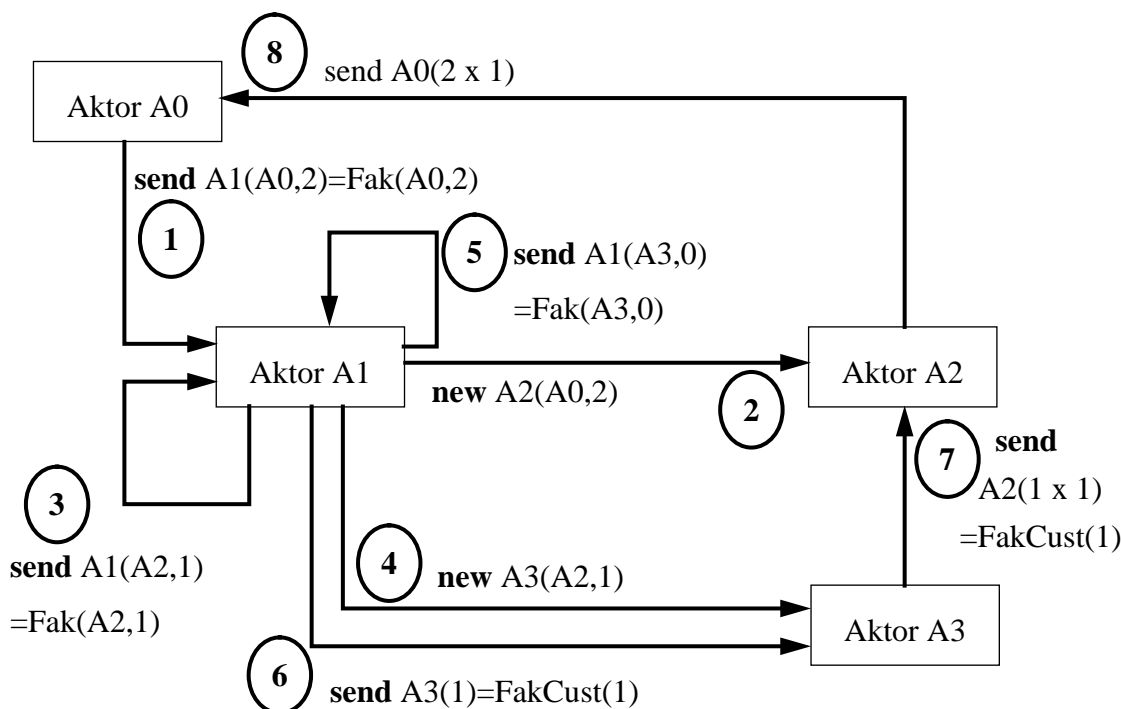 8
send A0(2 x 1)
Aktor A0
send A1(A0,2)=Fak(A0,2)
1
5
send A1(A3,0)
=Fak(A3,0)
Aktor A1
Aktor A2
new A2(A0,2)
2
3
send A1(A2,1)
=Fak(A2,1)
7
send
A2(1 x 1)
=FakCust(1)
4
new A3(A2,1)
Aktor A3
6
send A3(1)=FakCust(1)